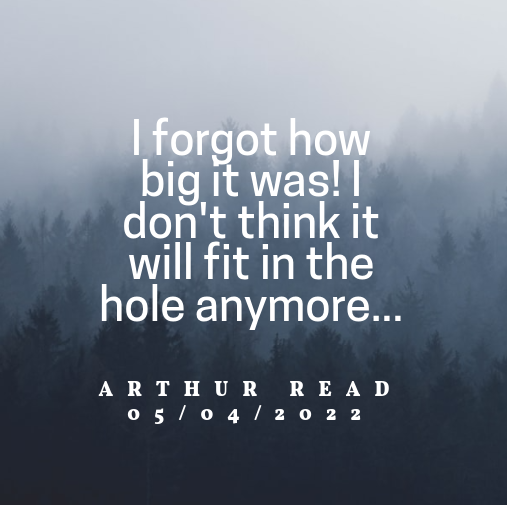 I forgot how
big it was! I
don't think it
will fit in the
hole anymore...
ARTHUR READ
05/04/2022